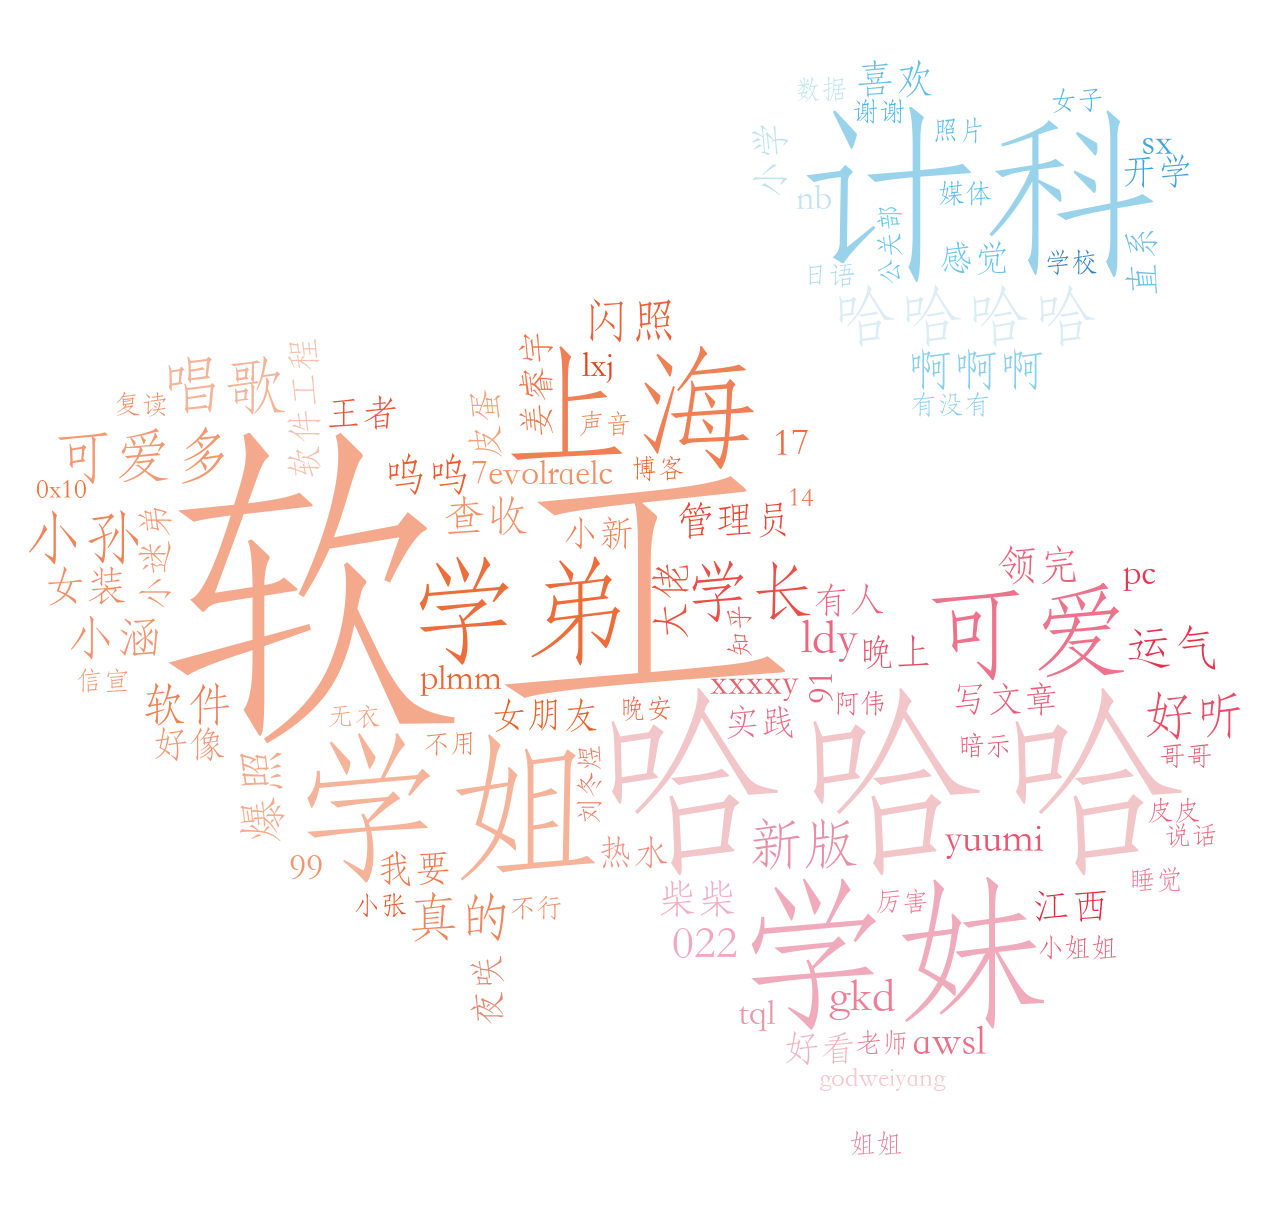 数据
喜欢
谢谢
女子
小学
计科
照片
sx
开学
nb
媒体
公关部
日语
感觉
学校
直系
哈哈哈哈
啊啊啊
有没有
闪照
姜睿宇
上海
lxj
声音
软件工程
唱歌
复读
王者
皮蛋
可爱多
呜呜
7evolrqelc
博客
17
0x10
14
软工
查收
小新
管理员
小孙
小迷弟
女装
学弟
大佬
学长
知乎
有人
领完
pc
可爱
小涵
ldy
晚上
运气
信宣
plmm
xxxxy
91
阿伟
写文章
软件
无衣
女朋友
晚安
实践
好听
好像
不用
暗示
哥哥
爆照
学姐
刘冬煜
哈哈哈
皮皮
说话
99
我要
热水
新版
yuumi
睡觉
小张
真的
不行
柴柴
022
学妹
厉害
江西
小姐姐
夜咲
tql
gkd
好看
老师
awsl
godweiyang
姐姐